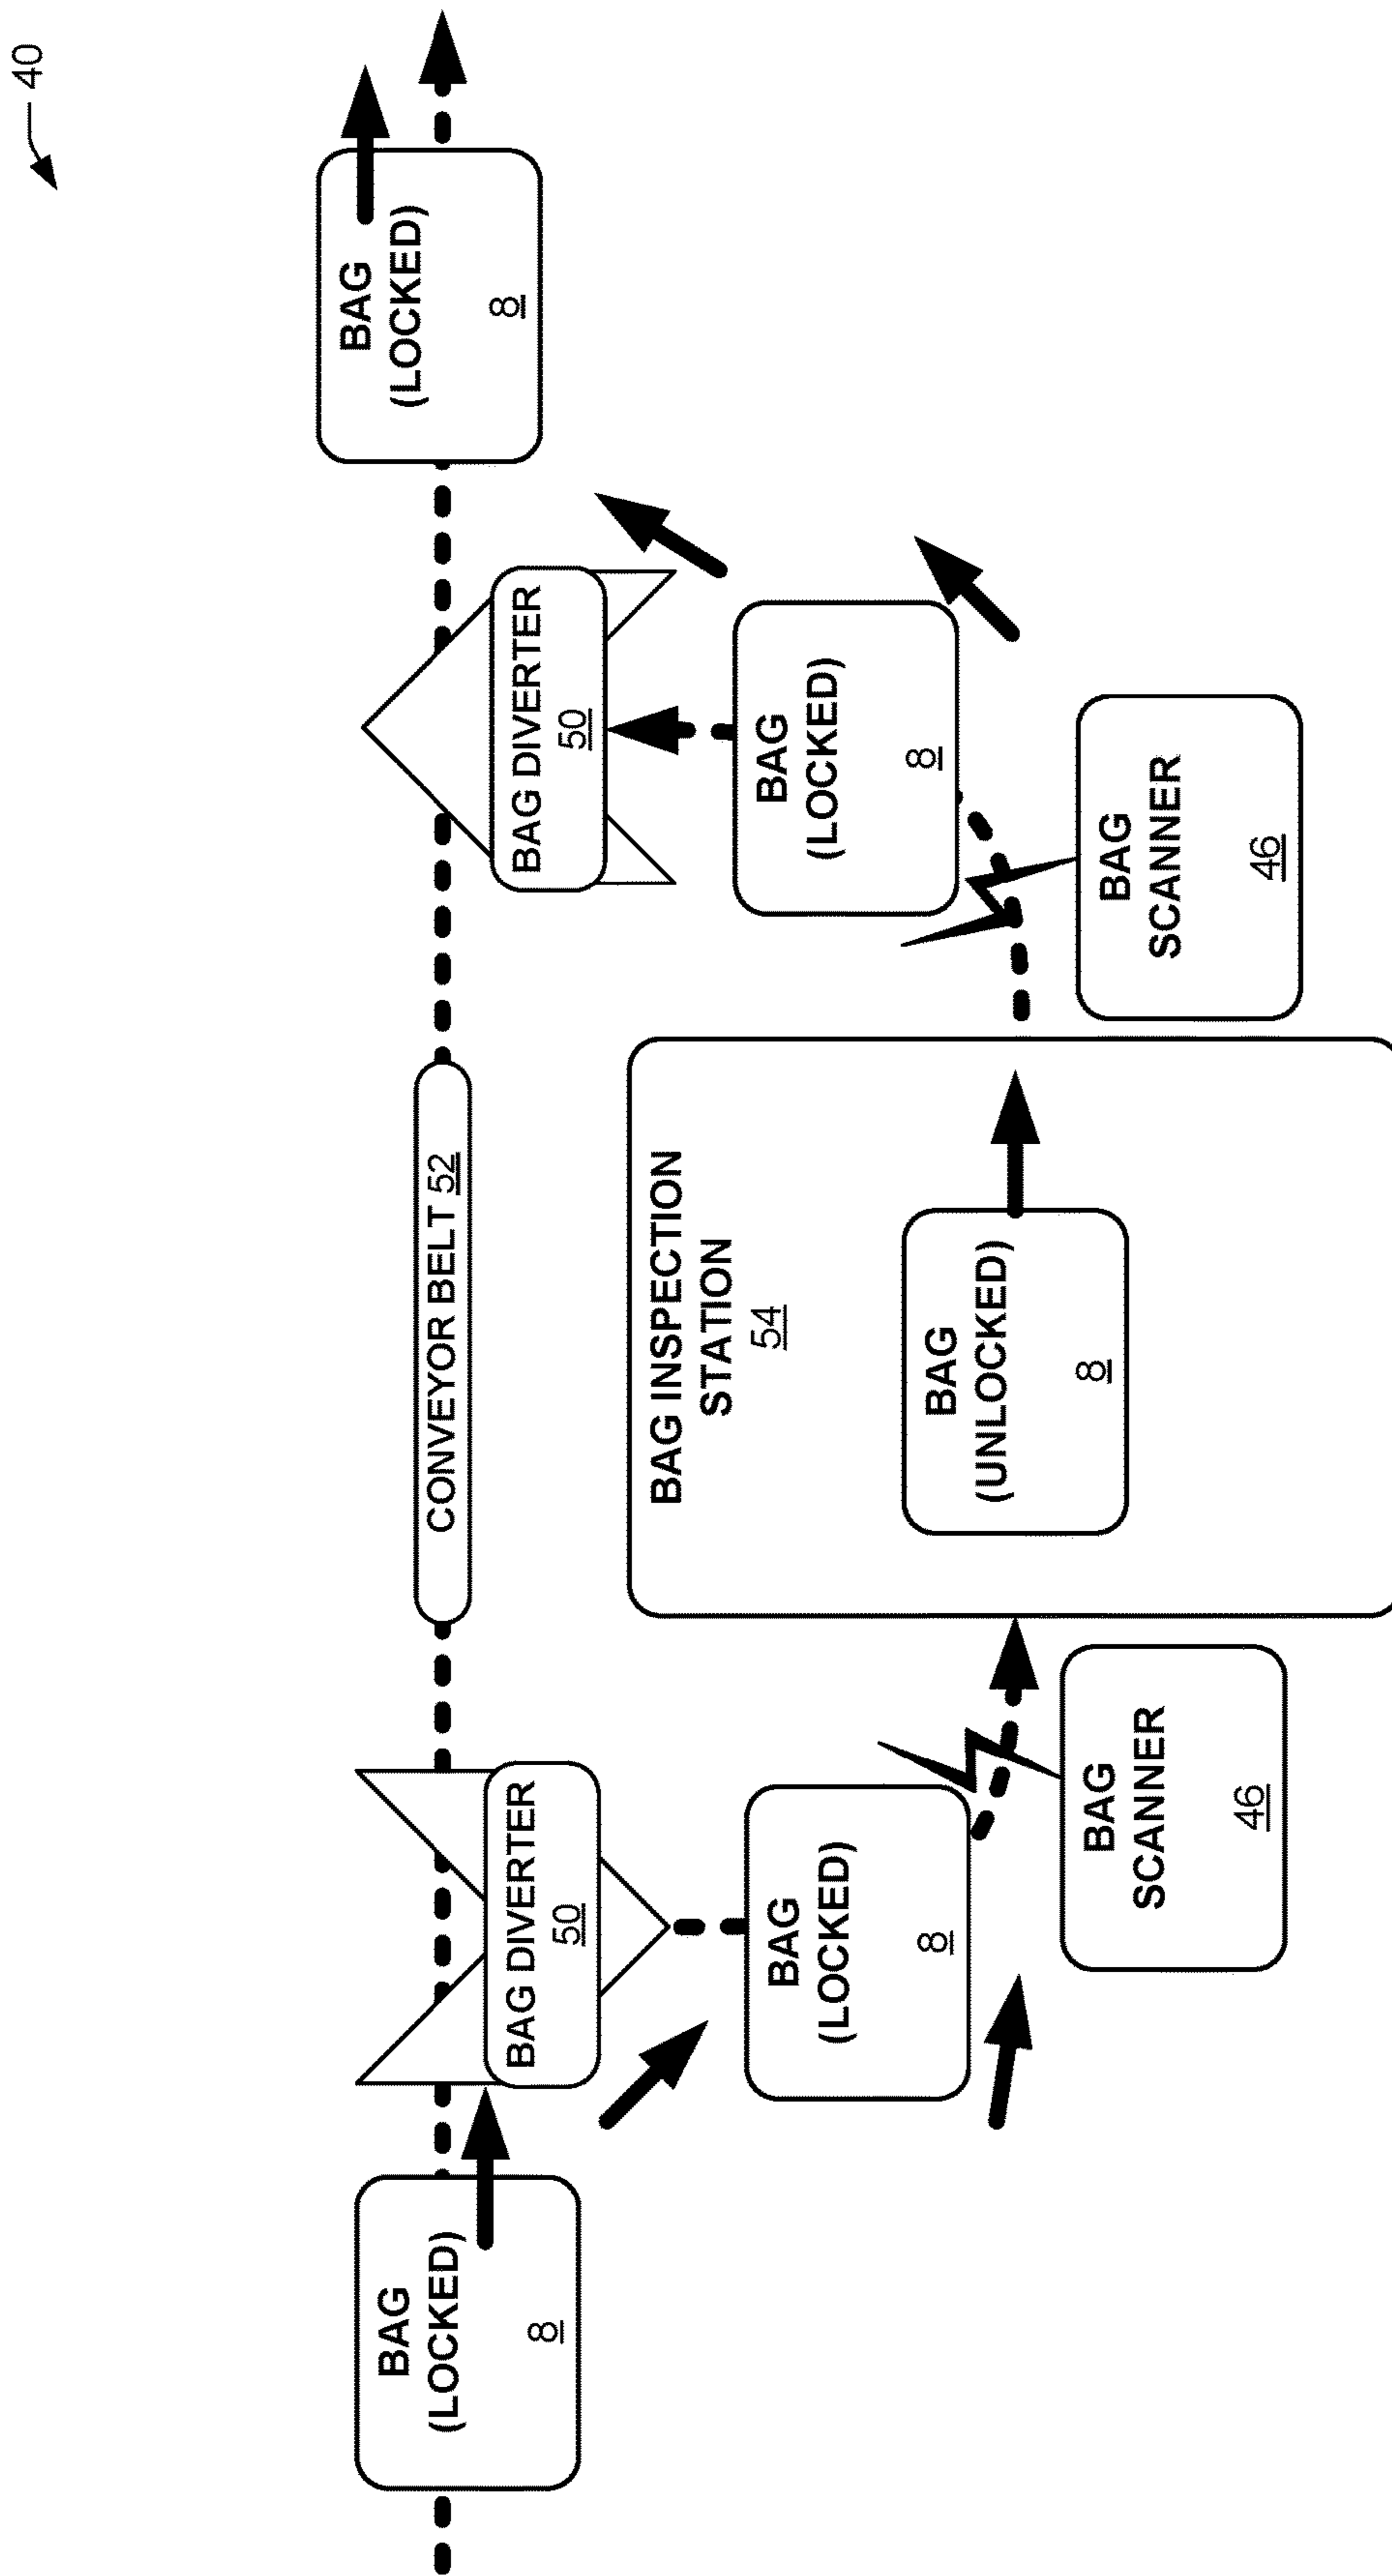 40
BAG
(LOCKED)
8
BAG DIVERTER
50
CONVEYOR BELT 52
BAG DIVERTER
50
BAG
(LOCKED)
8
BAG
(LOCKED)
8
BAG SCANNER
46
BAG INSPECTION
STATION
54
BAG
(UNLOCKED)
8
BAG
(LOCKED)
8
BAG
SCANNER
46